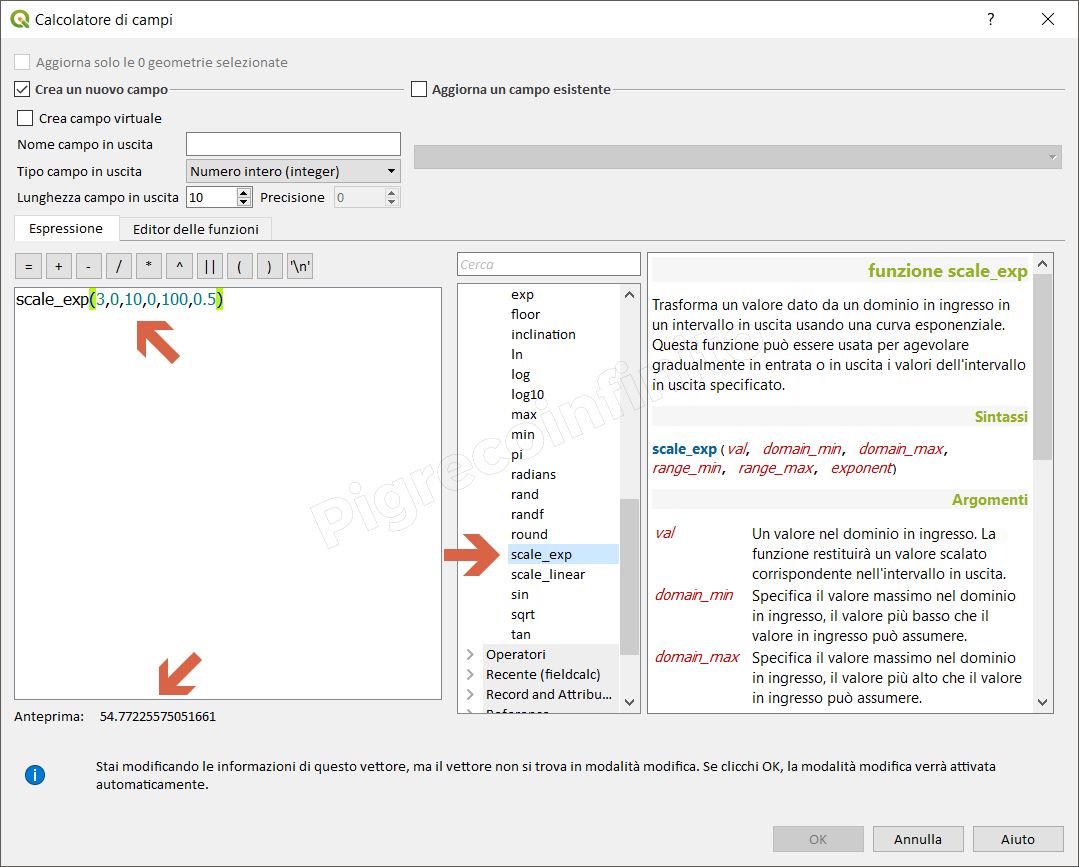 Calcolatore di campi
?
Aggiorna solo le 0 geometrie selezionate
Crea un nuovo campo
Aggiorna un campo esistente
Crea campo virtuale
Nome campo in uscita
Tipo campo in uscita Numero intero (integer)
Lunghezza campo in uscita 10 Precisione 0
Espressione Editor delle funzioni
= + - / * ^ || ( ) '\n'
scale_exp(3,0,10,0,100,0.5)
Anteprima: 54.77225575051661
Cerca
exp
floor
inclination
ln
log
log10
max
min
pi
radians
rand
randf
round
scale_exp
scale_linear
sin
sqrt
tan
Operatori
Recente (fieldcalc)
Record and Attribu...
funzione scale_exp
Trasforma un valore dato da un dominio in ingresso in
un intervallo in uscita usando una curva esponenziale.
Questa funzione può essere usata per agevolare
gradualmente in entrata o in uscita i valori dell'intervallo
in uscita specificato.
Sintassi
scale_exp(val, domain_min, domain_max,
range_min, range_max, exponent)
Argomenti
val Un valore nel dominio in ingresso. La
funzione restituirà un valore scalato
corrispondente nell'intervallo in uscita.
domain_min Specifica il valore massimo nel dominio
in ingresso, il valore più basso che il
valore in ingresso può assumere.
domain_max Specifica il valore massimo nel dominio
in ingresso, il valore più alto che il valore
in ingresso può assumere.
Stai modificando le informazioni di questo vettore, ma il vettore non si trova in modalità modifica. Se clicchi OK, la modalità modifica verrà attivata
automaticamente.
OK Annulla Aiuto